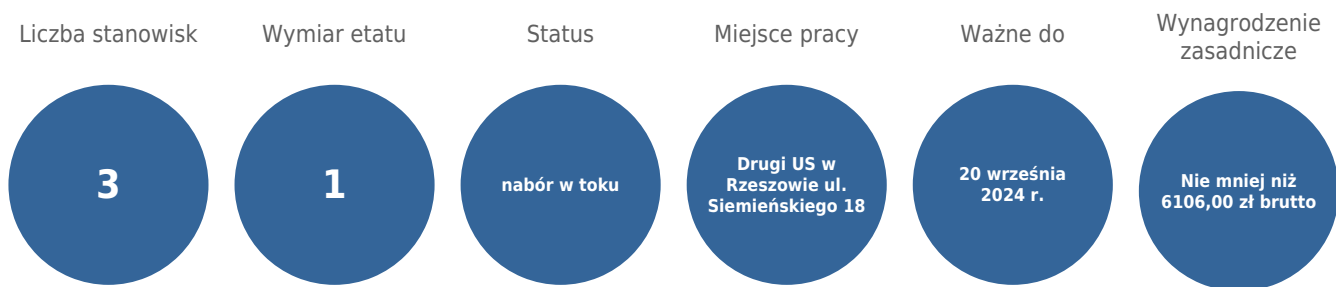 Liczba stanowisk
3
Wymiar etatu
1
Status
nabór w toku
Miejsce pracy
Drugi US w
Rzeszowie ul.
Siemieńskiego 18
Ważne do
20 września
2024 r.
Wynagrodzenie
zasadnicze
Nie mniej niż
6106,00 zł brutto